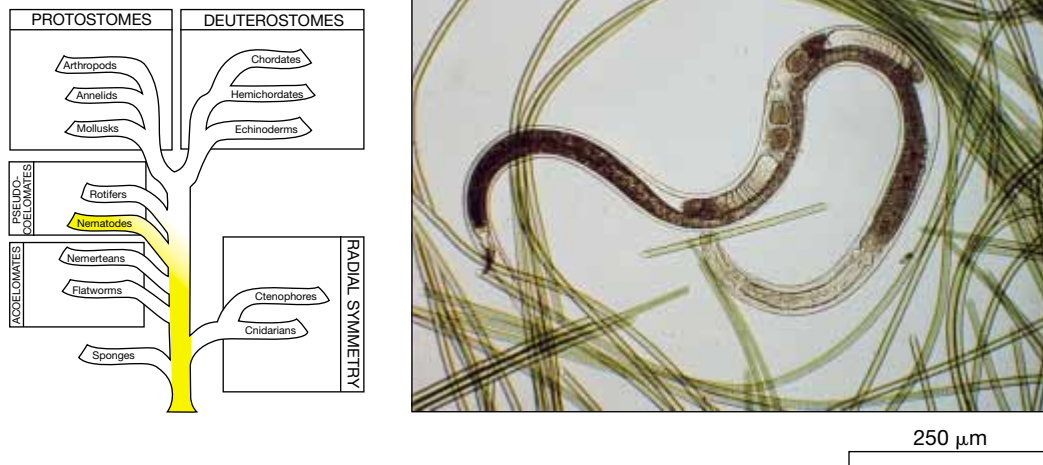 PROTOSTOMES
DEUTEROSTOMES
Arthropods
Annelids
Mollusks
Chordates
Hemichordates
Echinoderms
PSEUDO-
COELOMATES
Rotifers
Nematodes
ACOELOMATES
Nemerteans
Flatworms
RADIAL SYMMETRY
Ctenophores
Cnidarians
Sponges
250 μm